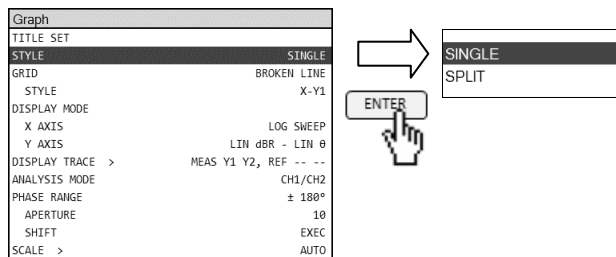 Graph
TITLE SET
STYLE SINGLE
GRID BROKEN LINE
STYLE X-Y1
DISPLAY MODE
X AXIS LOG SWEEP
Y AXIS LIN dBR - LIN θ
DISPLAY TRACE > MEAS Y1 Y2, REF -- --
ANALYSIS MODE CH1/CH2
PHASE RANGE ± 180°
APERTURE 10
SHIFT EXEC
SCALE > AUTO
ENTER
SINGLE
SPLIT